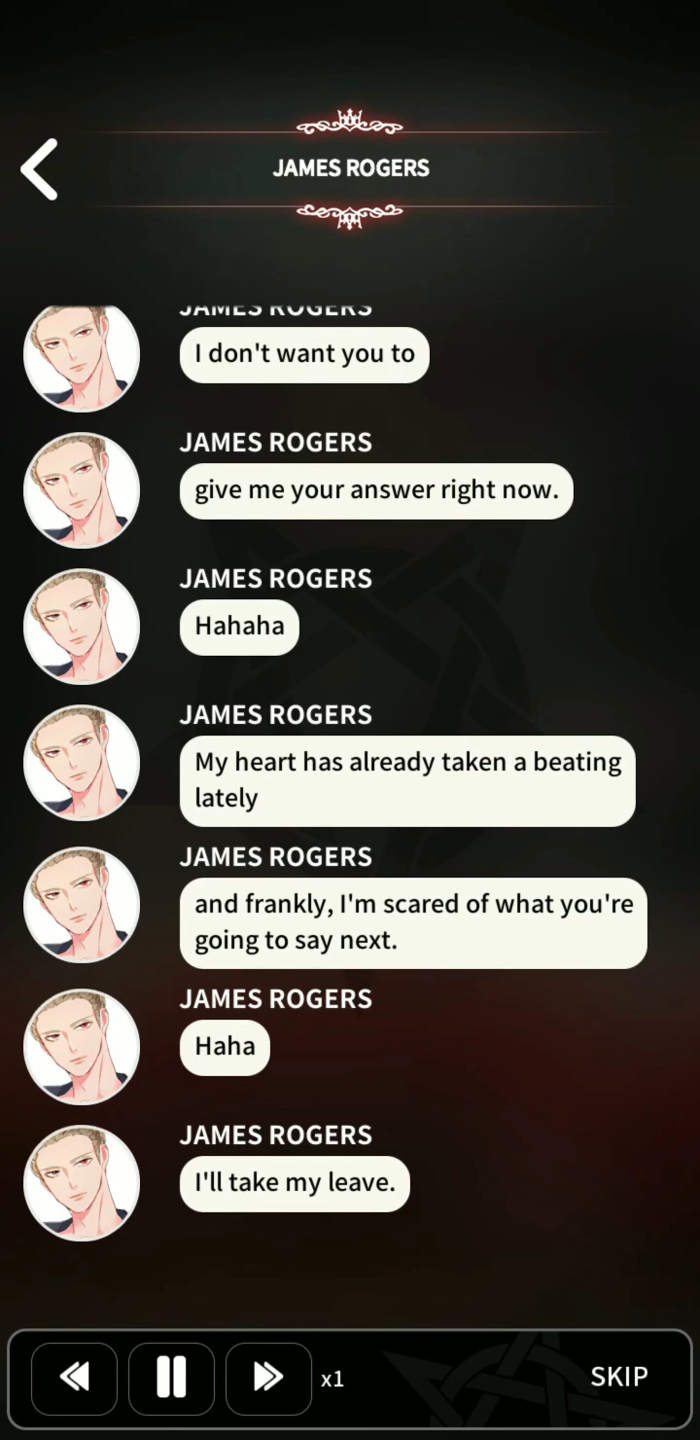 JAMES ROGERS
JAMES ROGERS
I don't want you to
JAMES ROGERS
give me your answer right now.
JAMES ROGERS
Hahaha
JAMES ROGERS
My heart has already taken a beating
lately
JAMES ROGERS
and frankly, I'm scared of what you're
going to say next.
JAMES ROGERS
Haha
JAMES ROGERS
I'll take my leave.
x1
SKIP